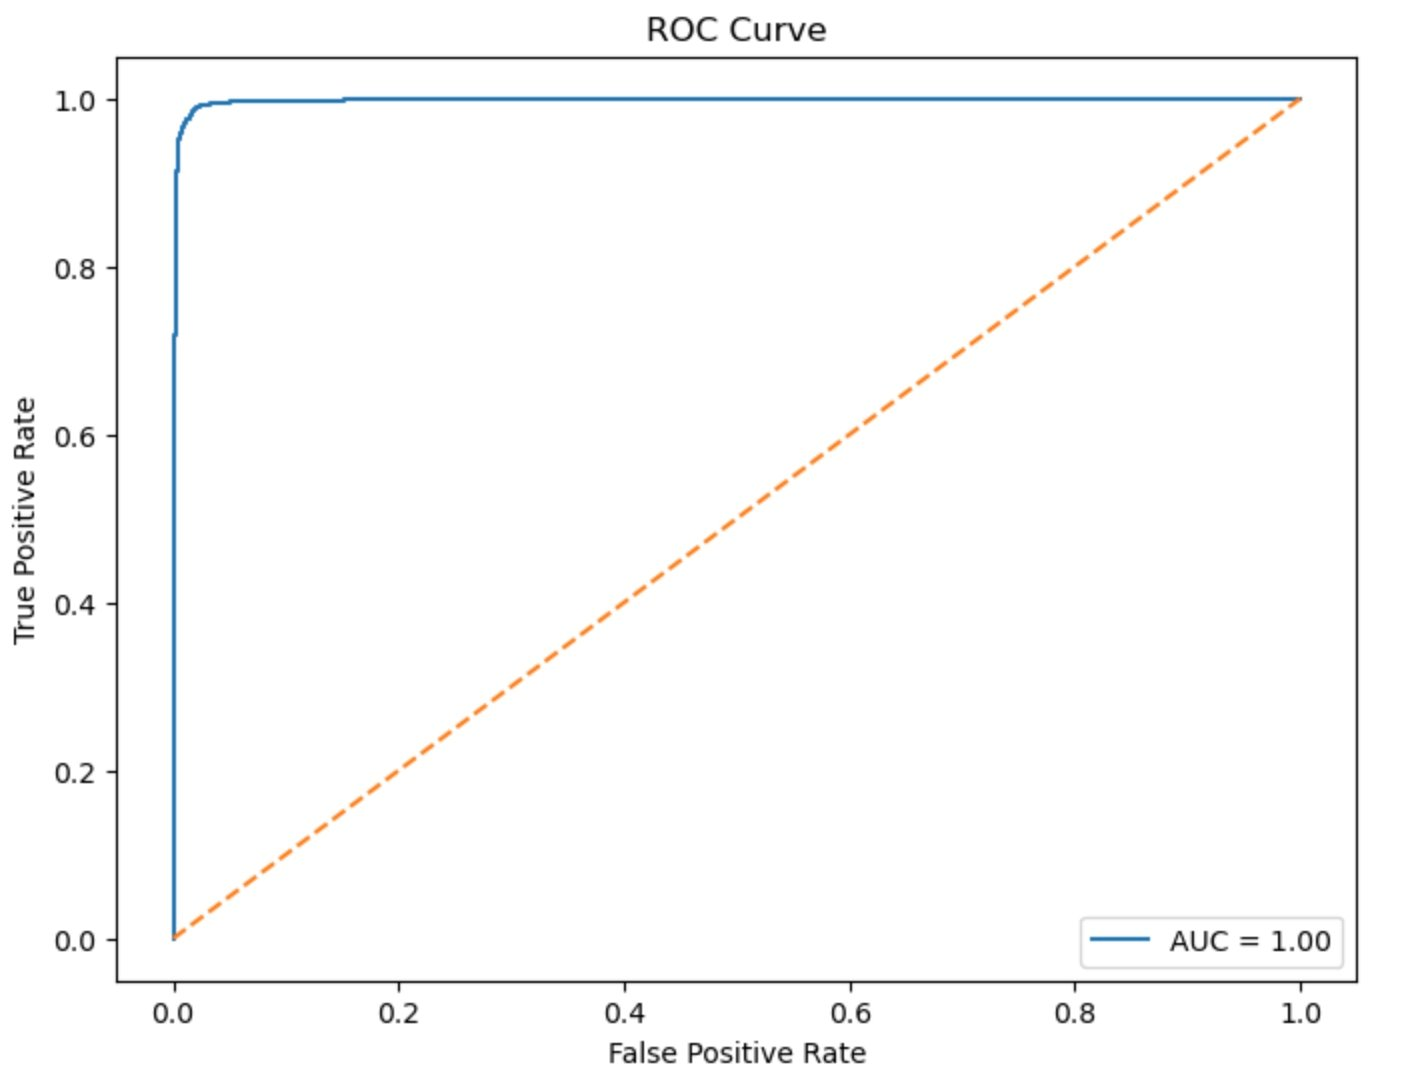 ROC Curve
True Positive Rate
1.0
0.8
0.6
0.4
0.2
0.0
AUC = 1.00
0.0 0.2 0.4 0.6 0.8 1.0
False Positive Rate